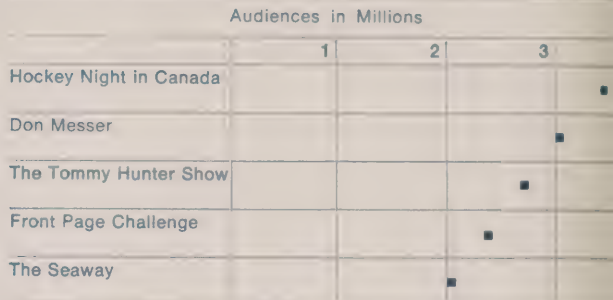 Audiences in Millions
1 2 3
Hockey Night in Canada
Don Messer
The Tommy Hunter Show
Front Page Challenge
The Seaway